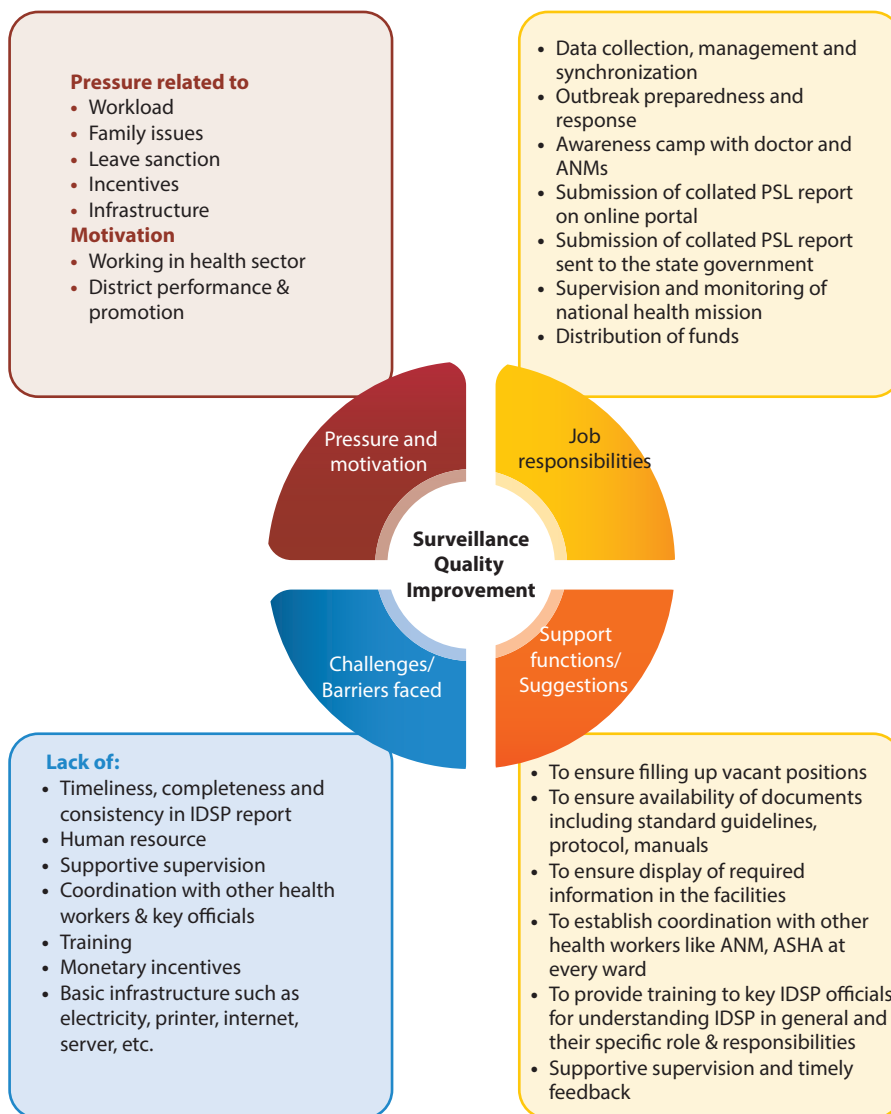 Pressure related to
• Workload
• Family issues
• Leave sanction
• Incentives
• Infrastructure
Motivation
• Working in health sector
• District performance &
promotion
• Data collection, management and
synchronization
• Outbreak preparedness and
response
• Awareness camp with doctor and
ANMs
• Submission of collated PSL report
on online portal
• Submission of collated PSL report
sent to the state government
• Supervision and monitoring of
national health mission
• Distribution of funds
Pressure and
motivation
Job
responsibilities
Surveillance
Quality
Improvement
Challenges/
Barriers faced
Support
functions/
Suggestions
Lack of:
• Timeliness, completeness and
consistency in IDSP report
• Human resource
• Supportive supervision
• Coordination with other health
workers & key officials
• Training
• Monetary incentives
• Basic infrastructure such as
electricity, printer, internet,
server, etc.
• To ensure filling up vacant positions
• To ensure availability of documents
including standard guidelines,
protocol, manuals
• To ensure display of required
information in the facilities
• To establish coordination with other
health workers like ANM, ASHA at
every ward
• To provide training to key IDSP officials
for understanding IDSP in general and
their specific role & responsibilities
• Supportive supervision and timely
feedback